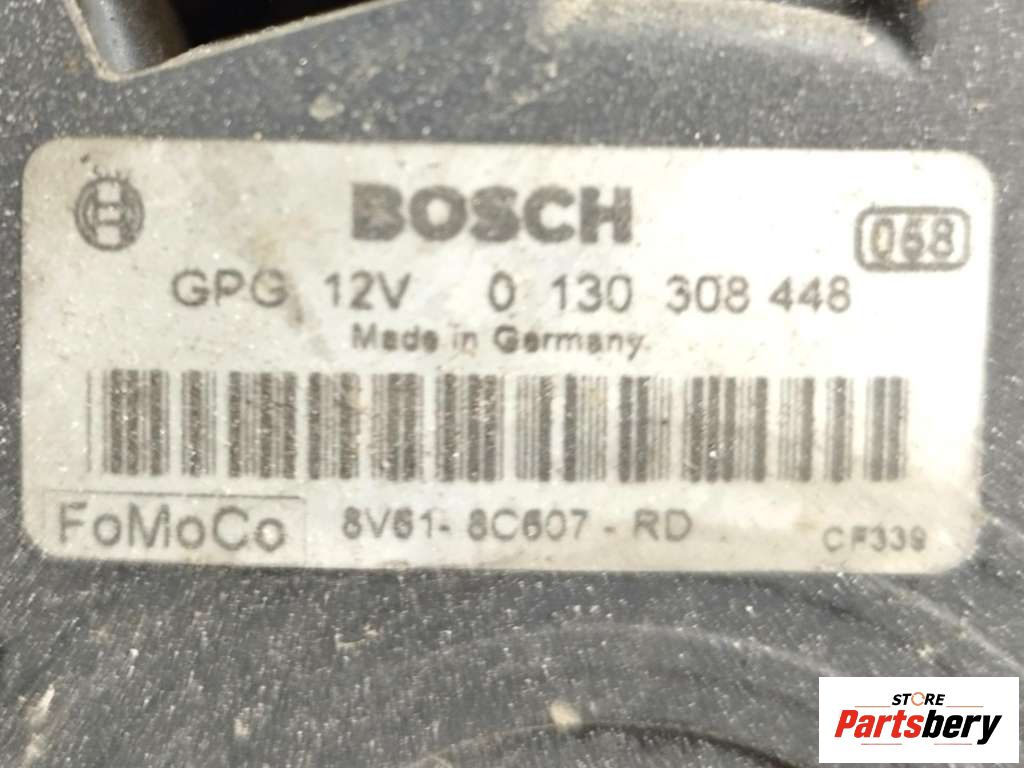 BOSCH
068
GPG 12V 0 130 308 448
Made in Germany.
FoMoCo 8V61-8C607-RD CF339
STORE
Partsbery